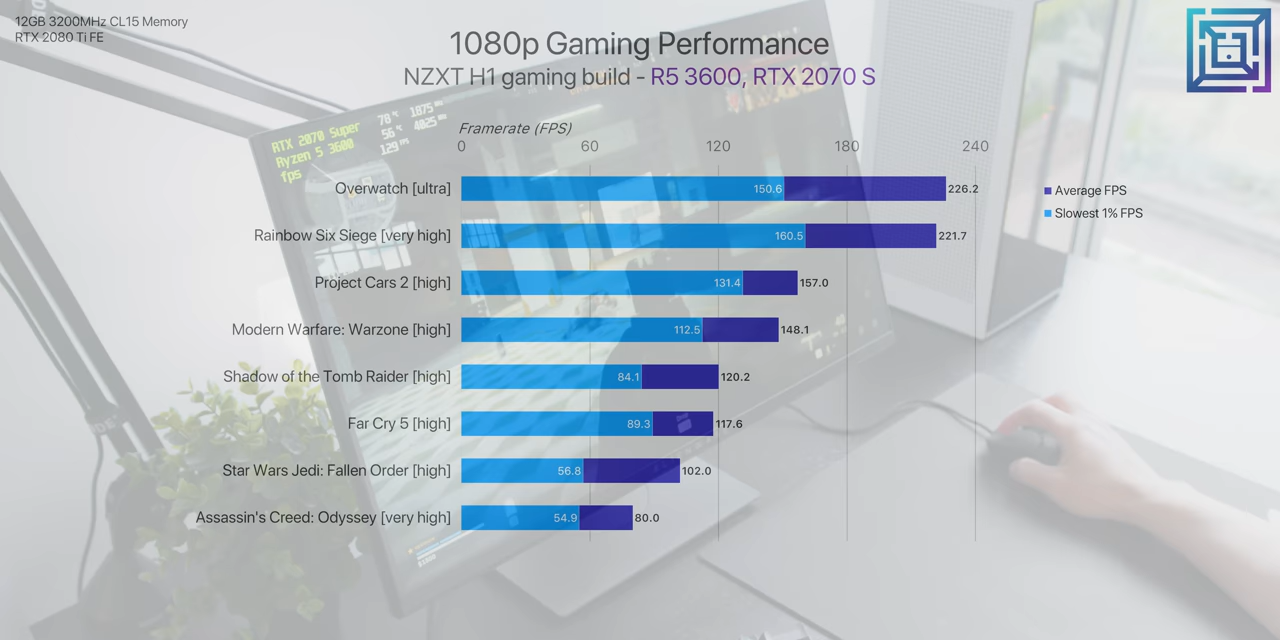 12GB 3200MHz CL15 Memory
RTX 2080 Ti FE
1080p Gaming Performance
NZXT H1 gaming build - R5 3600, RTX 2070 S
Framerate (FPS)
0 60 120 180 240
Overwatch [ultra] 150.6 226.2
Rainbow Six Siege [very high] 160.5 221.7
Project Cars 2 [high] 131.4 157.0
Modern Warfare: Warzone [high] 112.5 148.1
Shadow of the Tomb Raider [high] 84.1 120.2
Far Cry 5 [high] 89.3 117.6
Star Wars Jedi: Fallen Order [high] 56.8 102.0
Assassin's Creed: Odyssey [very high] 54.9 80.0
Average FPS
Slowest 1% FPS
RTX 2070 Super 70 1875
Ryzen 5 3600 56 4025
fps 129